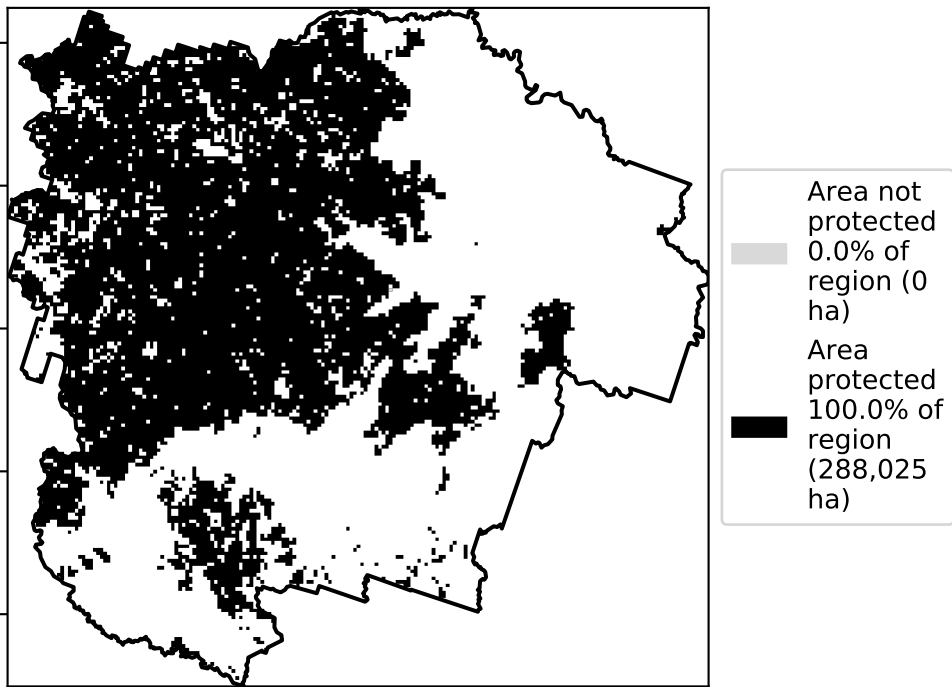 Area not
protected
0.0% of
region (0
ha)
Area
protected
100.0% of
region
(288,025
ha)